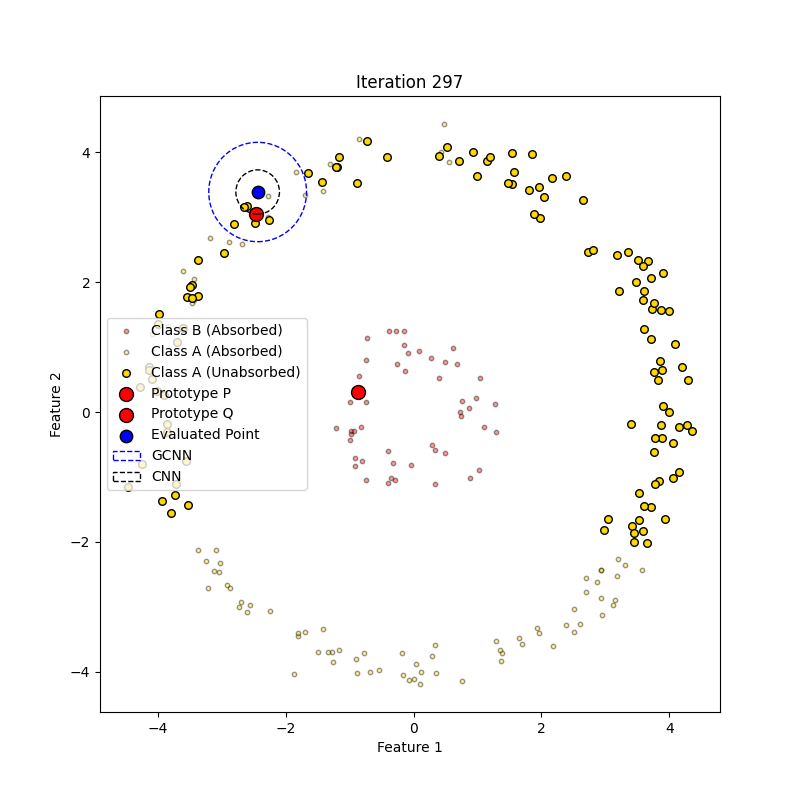 Iteration 297
4
2
0
−2
−4
Feature 2
Class B (Absorbed)
Class A (Absorbed)
Class A (Unabsorbed)
Prototype P
Prototype Q
Evaluated Point
GCNN
CNN
−4 −2 0 2 4
Feature 1